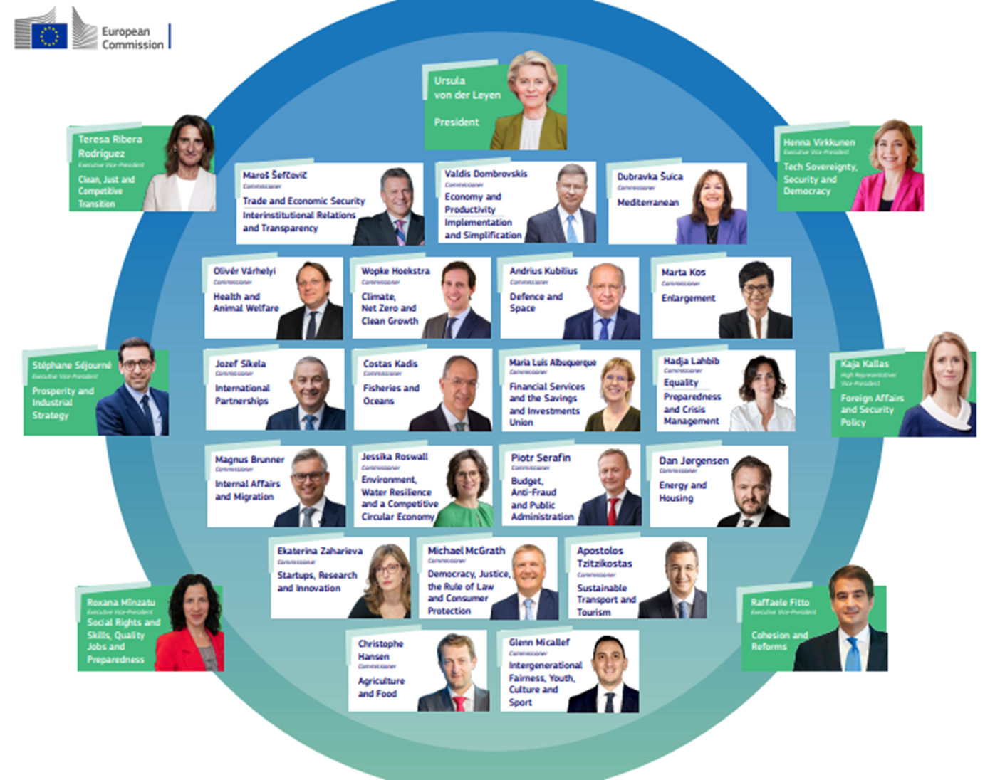 European
Commission
Ursula
von der Leyen
President
Teresa Ribera
Rodríguez
Executive Vice-President
Clean, Just and
Competitive
Transition
Henna Virkkunen
Executive Vice-President
Tech Sovereignty,
Security and
Democracy
Maroš Šefčovič
Commissioner
Trade and Economic Security
Interinstitutional Relations
and Transparency
Valdis Dombrovskis
Commissioner
Economy and
Productivity
Implementation
and Simplification
Dubravka Šuica
Commissioner
Mediterranean
Olivér Várhelyi
Commissioner
Health and
Animal Welfare
Wopke Hoekstra
Commissioner
Climate,
Net Zero and
Clean Growth
Andrius Kubilius
Commissioner
Defence and
Space
Marta Kos
Commissioner
Enlargement
Stéphane Séjourné
Executive Vice-President
Prosperity and
Industrial
Strategy
Jozef Síkela
Commissioner
International
Partnerships
Costas Kadis
Commissioner
Fisheries and
Oceans
Maria Luís Albuquerque
Commissioner
Financial Services
and the Savings
and Investments
Union
Hadja Lahbib
Commissioner
Equality
Preparedness
and Crisis
Management
Kaja Kallas
High Representative/
Vice-President
Foreign Affairs
and Security
Policy
Magnus Brunner
Commissioner
Internal Affairs
and Migration
Jessika Roswall
Commissioner
Environment,
Water Resilience
and a Competitive
Circular Economy
Piotr Serafin
Commissioner
Budget,
Anti-Fraud
and Public
Administration
Dan Jørgensen
Commissioner
Energy and
Housing
Ekaterina Zaharieva
Commissioner
Startups, Research
and Innovation
Michael McGrath
Commissioner
Democracy, Justice,
the Rule of Law
and Consumer
Protection
Apostolos
Tzitzikostas
Commissioner
Sustainable
Transport and
Tourism
Roxana Mînzatu
Executive Vice-President
Social Rights and
Skills, Quality
Jobs and
Preparedness
Raffaele Fitto
Executive Vice-President
Cohesion and
Reforms
Christophe
Hansen
Commissioner
Agriculture
and Food
Glenn Micallef
Commissioner
Intergenerational
Fairness, Youth,
Culture and
Sport